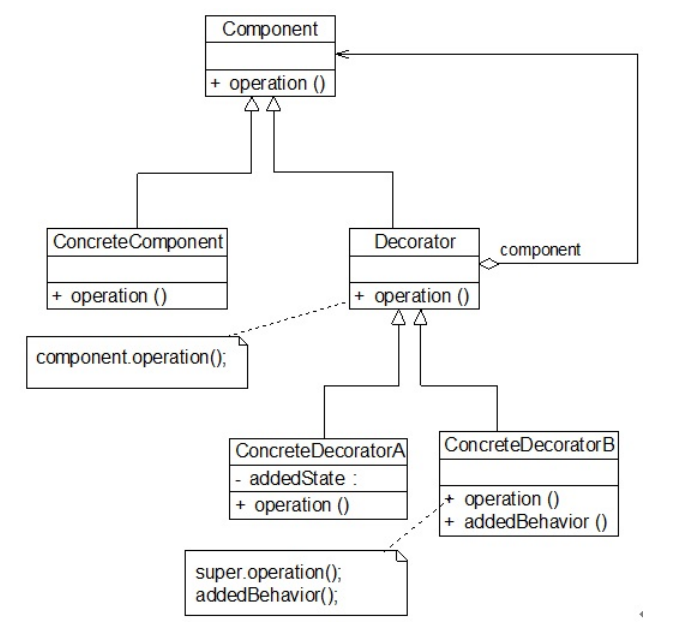 Component
+ operation ()
ConcreteComponent
+ operation ()
Decorator
+ operation ()
component
component.operation();
ConcreteDecoratorA
- addedState :
+ operation ()
ConcreteDecoratorB
+ operation ()
+ addedBehavior ()
super.operation();
addedBehavior();